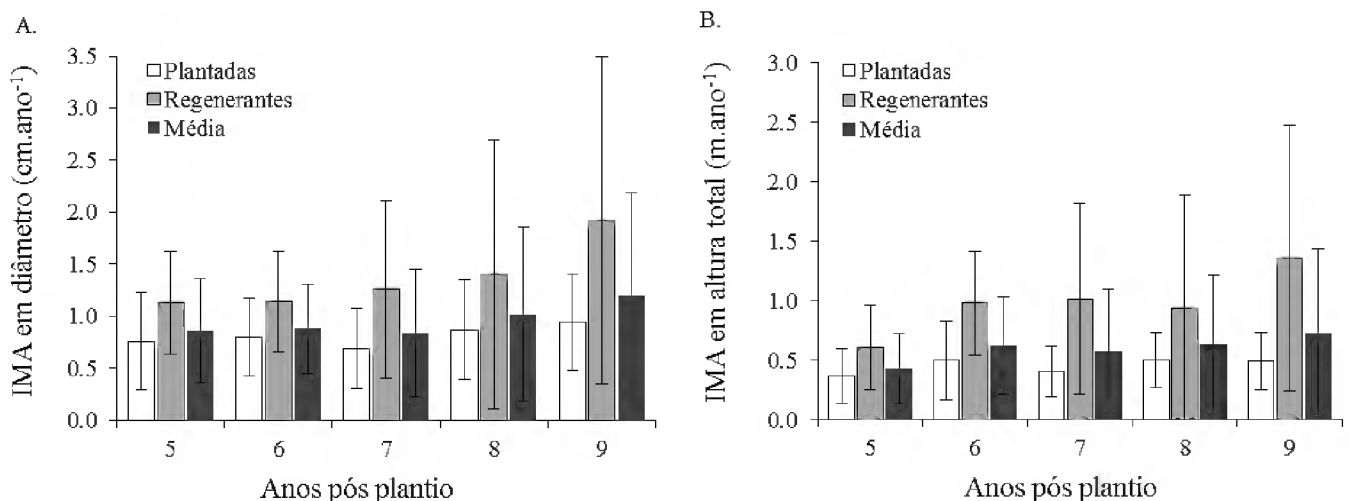 A.
IMA em diâmetro (cm.ano⁻¹)
3.5
3.0
2.5
2.0
1.5
1.0
0.5
0.0
Plantadas
Regenerantes
Média
5 6 7 8 9
Anos pós plantio
B.
IMA em altura total (m.ano⁻¹)
3.0
2.5
2.0
1.5
1.0
0.5
0.0
Plantadas
Regenerantes
Média
5 6 7 8 9
Anos pós plantio